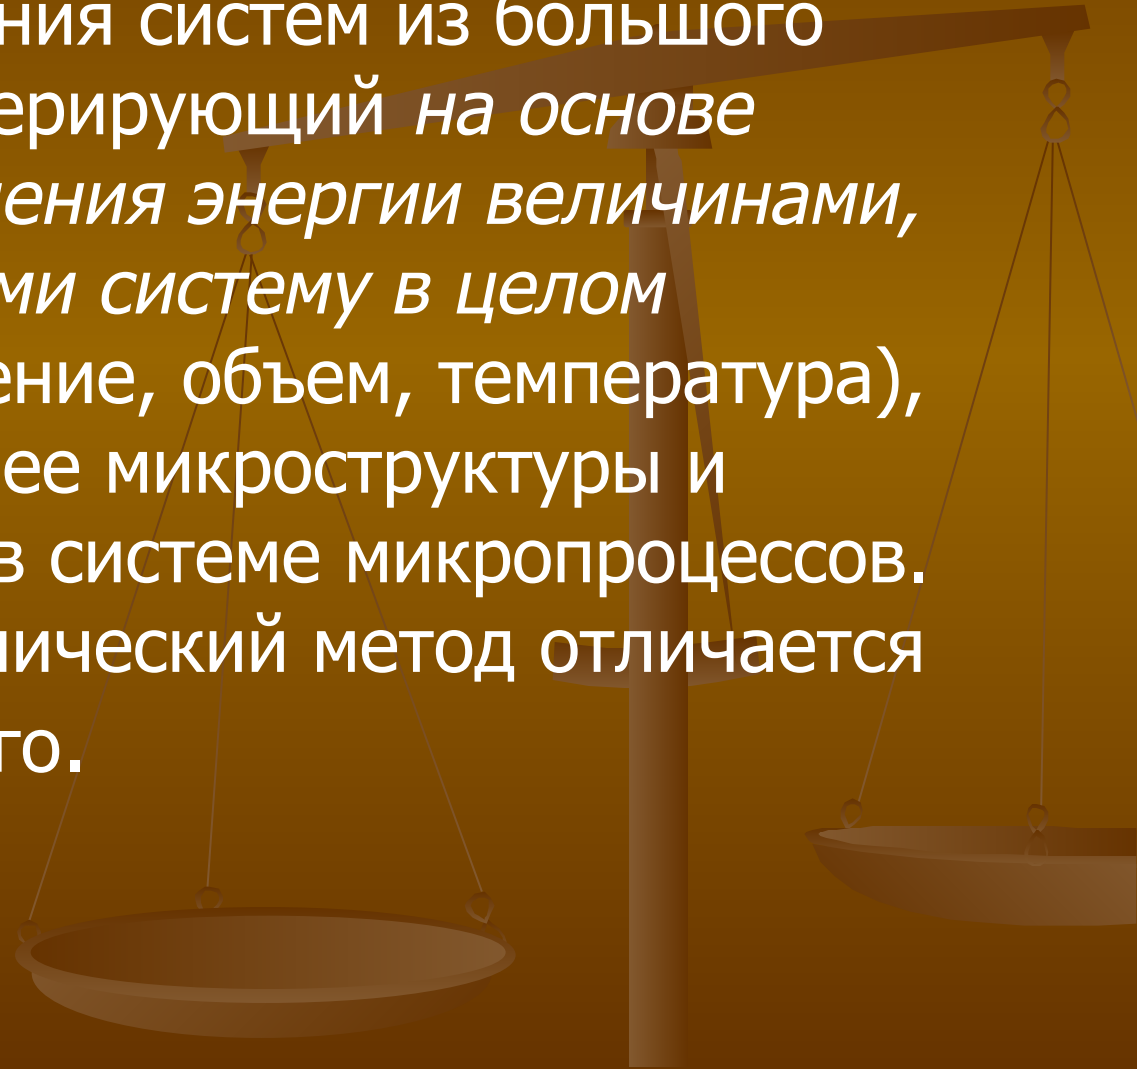 ния систем из большого
ерирующий на основе
ения энергии величинами,
ми систему в целом
ение, объем, температура),
ее микроструктуры и
в системе микропроцессов.
ический метод отличается
го.